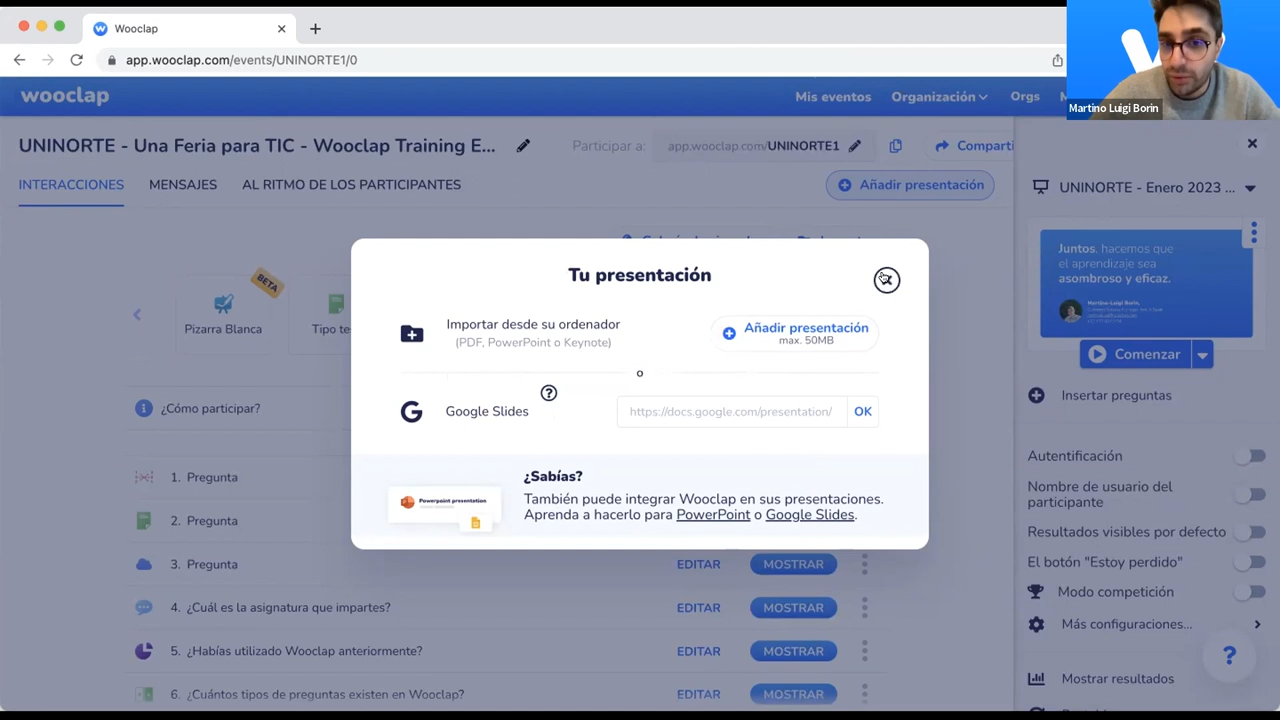 Wooclap
app.wooclap.com/events/UNINORTE1/0
Martino Luigi Borin
wooclap
Mis eventos
Organización
Orgs
UNINORTE - Una Feria para TIC - Wooclap Training E...
Participar a:
app.wooclap.com/UNINORTE1
Comparti
INTERACCIONES
MENSAJES
AL RITMO DE LOS PARTICIPANTES
Añadir presentación
UNINORTE - Enero 2023 ...
Juntos, hacemos que
el aprendizaje sea
asombroso y eficaz.
Martino-Luigi Borin,
Comenzar
Insertar preguntas
Autentificación
Nombre de usuario del
participante
Resultados visibles por defecto
El botón "Estoy perdido"
Modo competición
Más configuraciones...
?
Mostrar resultados
BETA
Pizarra Blanca
Tipo te
¿Cómo participar?
1. Pregunta
2. Pregunta
3. Pregunta
EDITAR
MOSTRAR
4. ¿Cuál es la asignatura que impartes?
EDITAR
MOSTRAR
5. ¿Habías utilizado Wooclap anteriormente?
EDITAR
MOSTRAR
6. ¿Cuántos tipos de preguntas existen en Wooclap?
EDITAR
MOSTRAR
Tu presentación
Importar desde su ordenador
(PDF, PowerPoint o Keynote)
Añadir presentación
max. 50MB
o
?
Google Slides
https://docs.google.com/presentation/
OK
Powerpoint presentation
¿Sabías?
También puede integrar Wooclap en sus presentaciones.
Aprenda a hacerlo para PowerPoint o Google Slides.